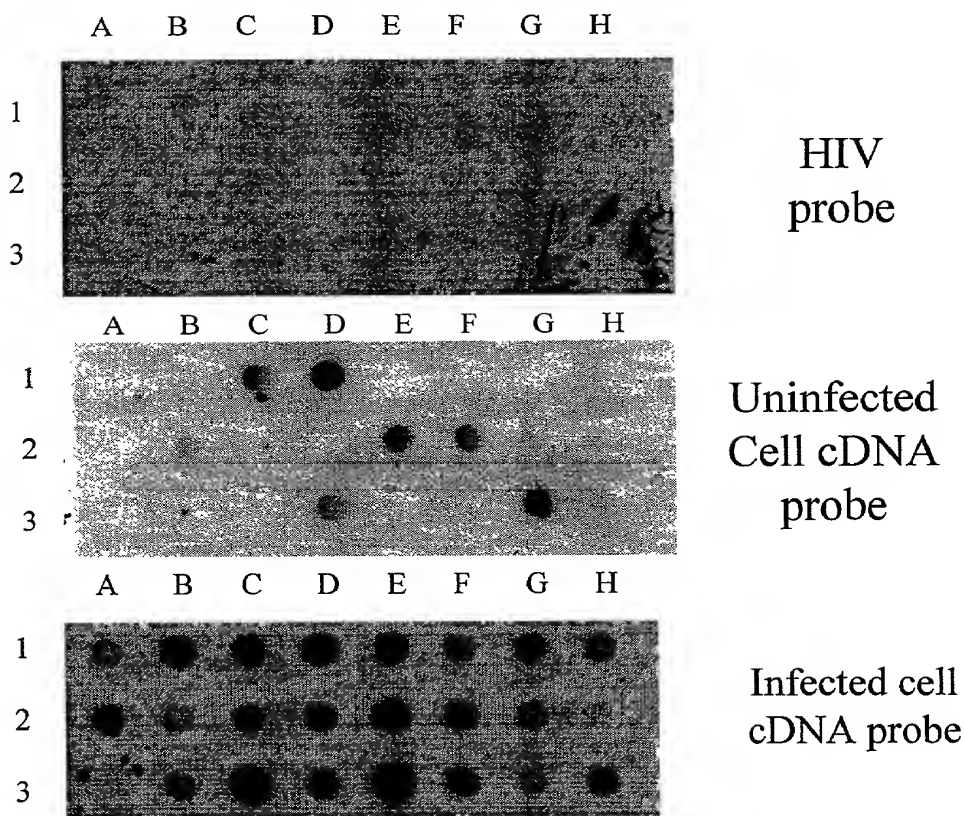 A B C D E F G H
1
2
3
HIV
probe
A B C D E F G H
1
2
3
Uninfected
Cell cDNA
probe
A B C D E F G H
1
2
3
Infected cell
cDNA probe